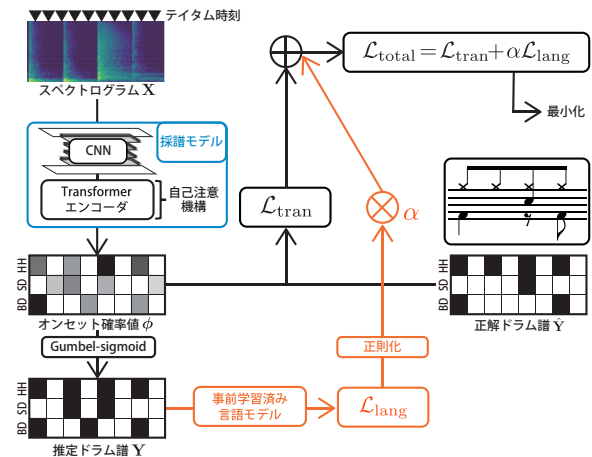 テイタム時刻
スペクトログラム X
採譜モデル
CNN
Transformer
エンコーダ
自己注意
機構
HH
SD
BD
オンセット確率値 ϕ
Gumbel-sigmoid
HH
SD
BD
推定ドラム譜 Y
事前学習済み
言語モデル
ℒlang
正則化
α
ℒtran
ℒtotal=ℒtran+αℒlang
最小化
HH
SD
BD
正解ドラム譜 Ŷ